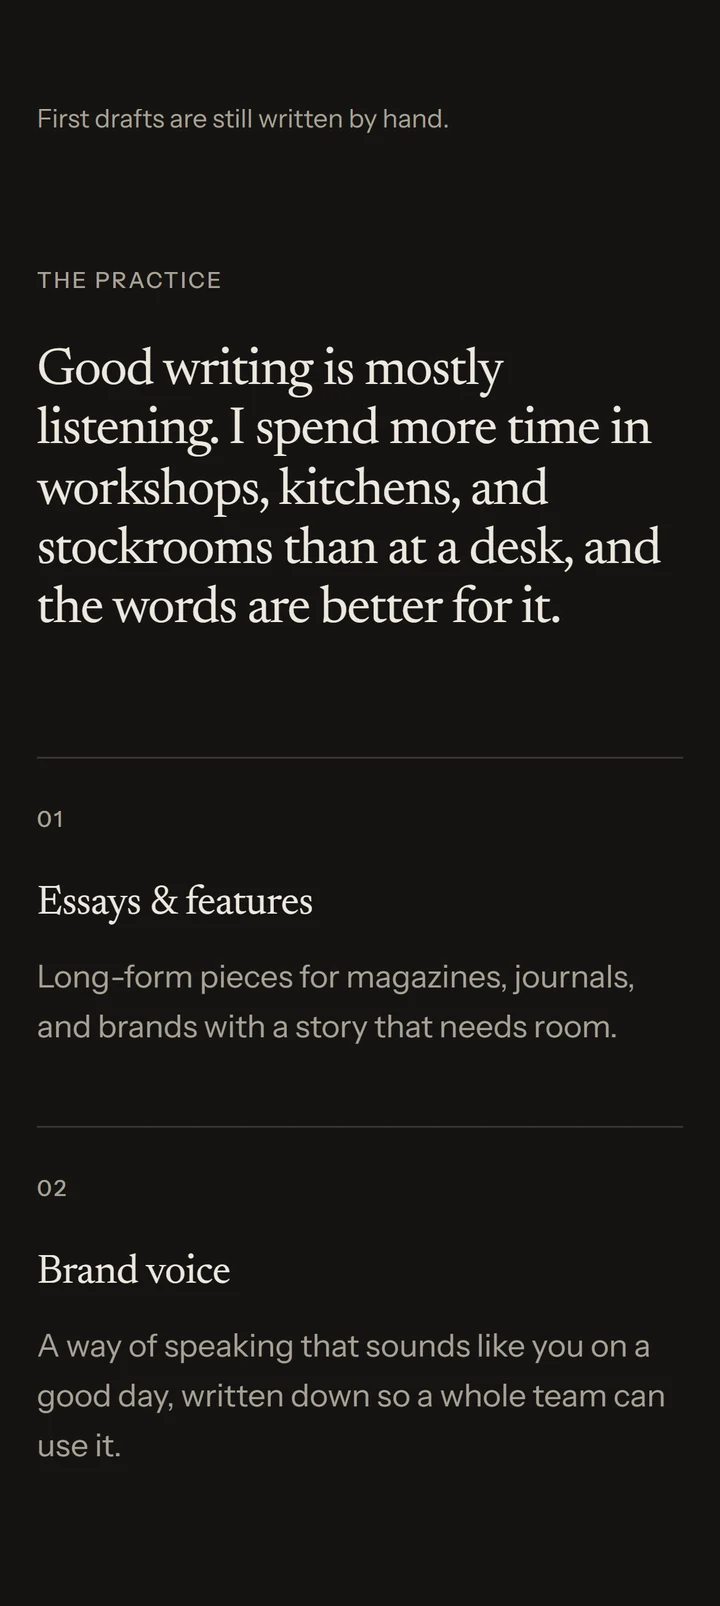 First drafts are still written by hand.
THE PRACTICE
Good writing is mostly
listening. I spend more time in
workshops, kitchens, and
stockrooms than at a desk, and
the words are better for it.
01
Essays & features
Long-form pieces for magazines, journals,
and brands with a story that needs room.
02
Brand voice
A way of speaking that sounds like you on a
good day, written down so a whole team can
use it.